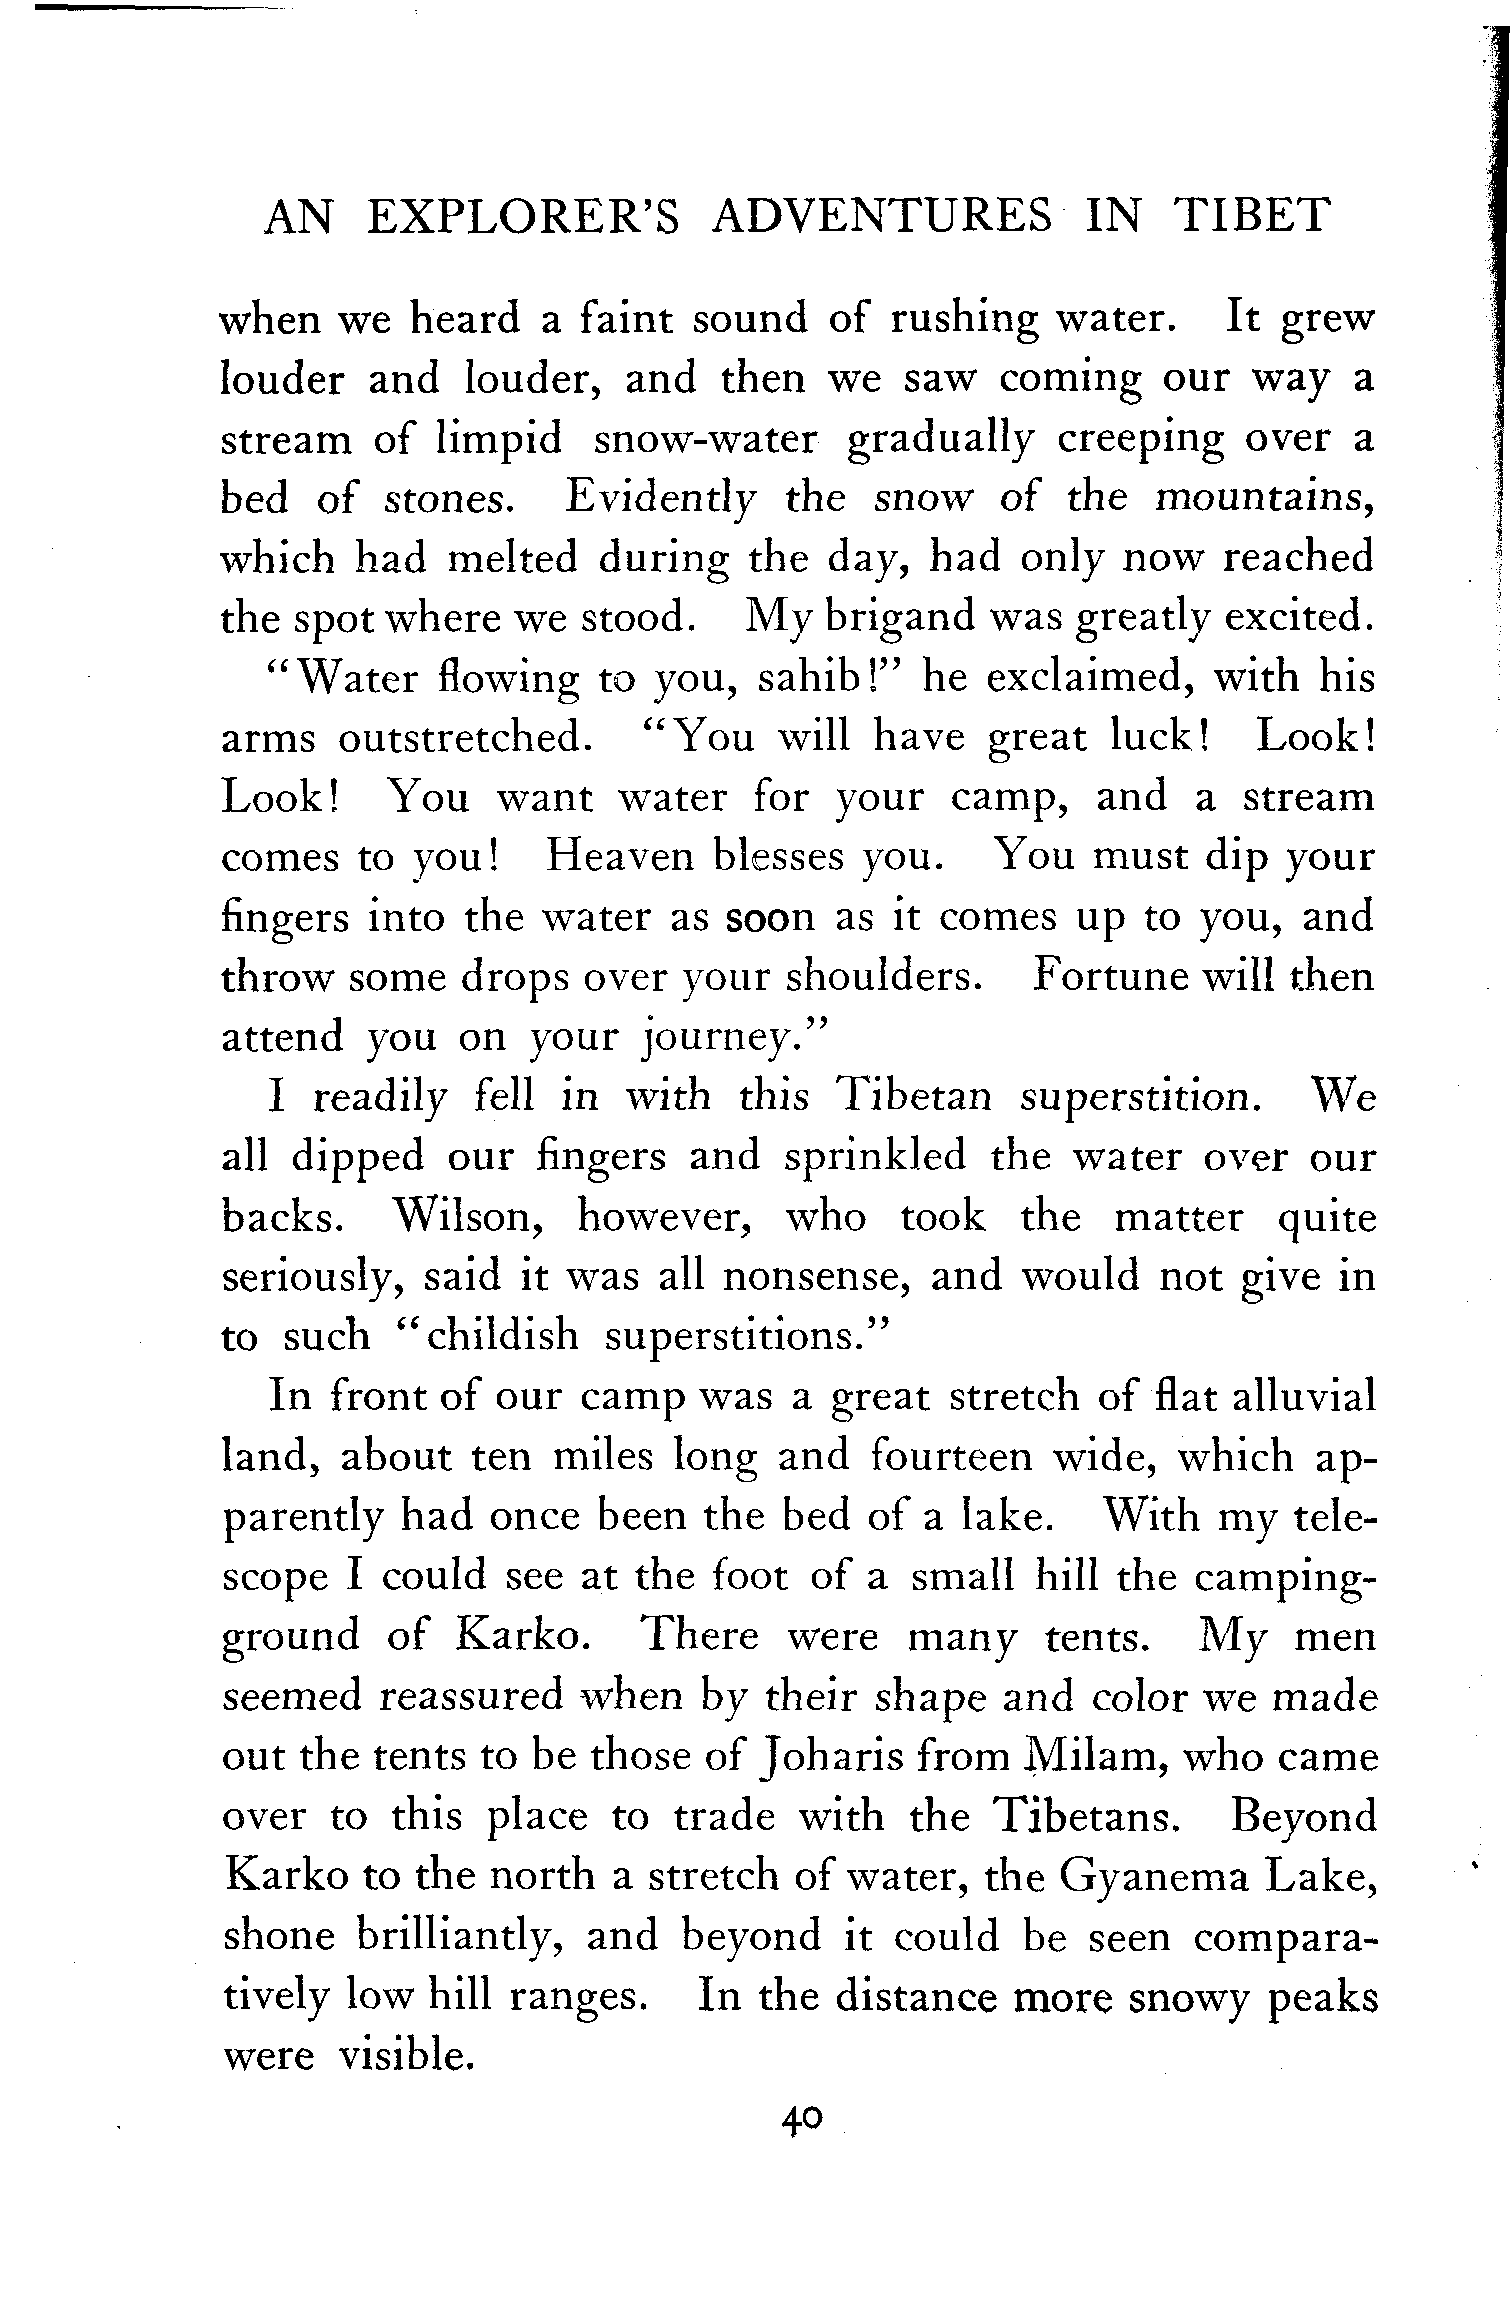 AN EXPLORER'S ADVENTURES IN TIBET
when we heard a faint sound of rushing water. It grew
louder and louder, and then we saw coming our way a
stream of limpid snow-water gradually creeping over a
bed of stones. Evidently the snow of the mountains,
which had melted during the day, had only now reached
the spot where we stood. My brigand was greatly excited.
“Water flowing to you, sahib!” he exclaimed, with his
arms outstretched. “You will have great luck! Look!
Look! You want water for your camp, and a stream
comes to you! Heaven blesses you. You must dip your
fingers into the water as soon as it comes up to you, and
throw some drops over your shoulders. Fortune will then
attend you on your journey.”
I readily fell in with this Tibetan superstition. We
all dipped our fingers and sprinkled the water over our
backs. Wilson, however, who took the matter quite
seriously, said it was all nonsense, and would not give in
to such “childish superstitions.”
In front of our camp was a great stretch of flat alluvial
land, about ten miles long and fourteen wide, which ap-
parently had once been the bed of a lake. With my tele-
scope I could see at the foot of a small hill the camping-
ground of Karko. There were many tents. My men
seemed reassured when by their shape and color we made
out the tents to be those of Joharis from Milam, who came
over to this place to trade with the Tibetans. Beyond
Karko to the north a stretch of water, the Gyanema Lake,
shone brilliantly, and beyond it could be seen compara-
tively low hill ranges. In the distance more snowy peaks
were visible.
40